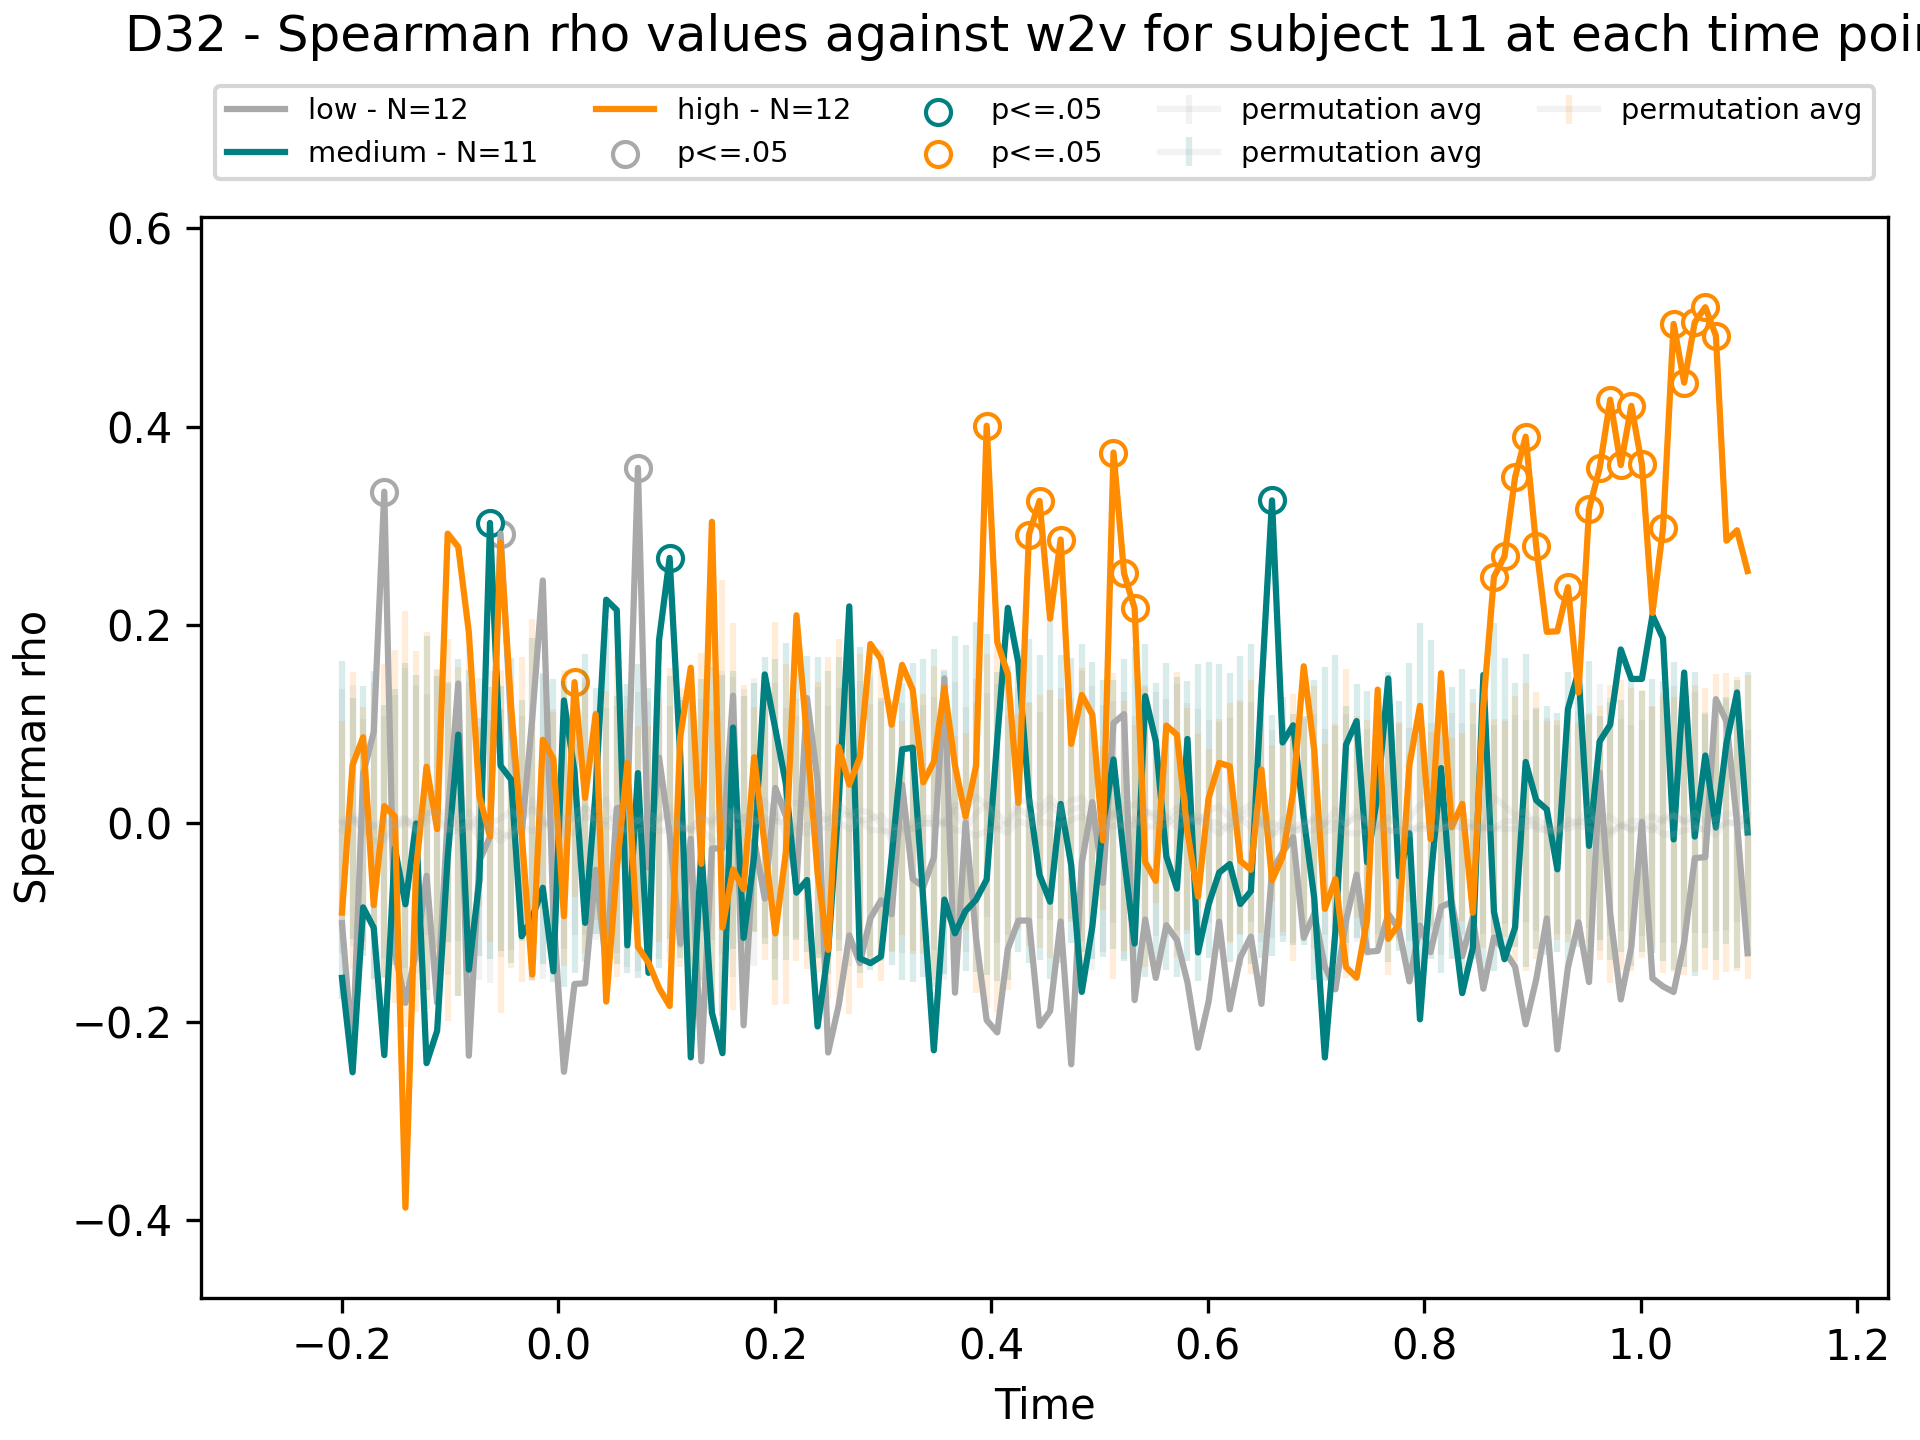 D32 - Spearman rho values against w2v for subject 11 at each time poi
low - N=12
medium - N=11
high - N=12
p<=.05
p<=.05
p<=.05
permutation avg
permutation avg
permutation avg
Spearman rho
0.6
0.4
0.2
0.0
−0.2
−0.4
−0.2 0.0 0.2 0.4 0.6 0.8 1.0 1.2
Time